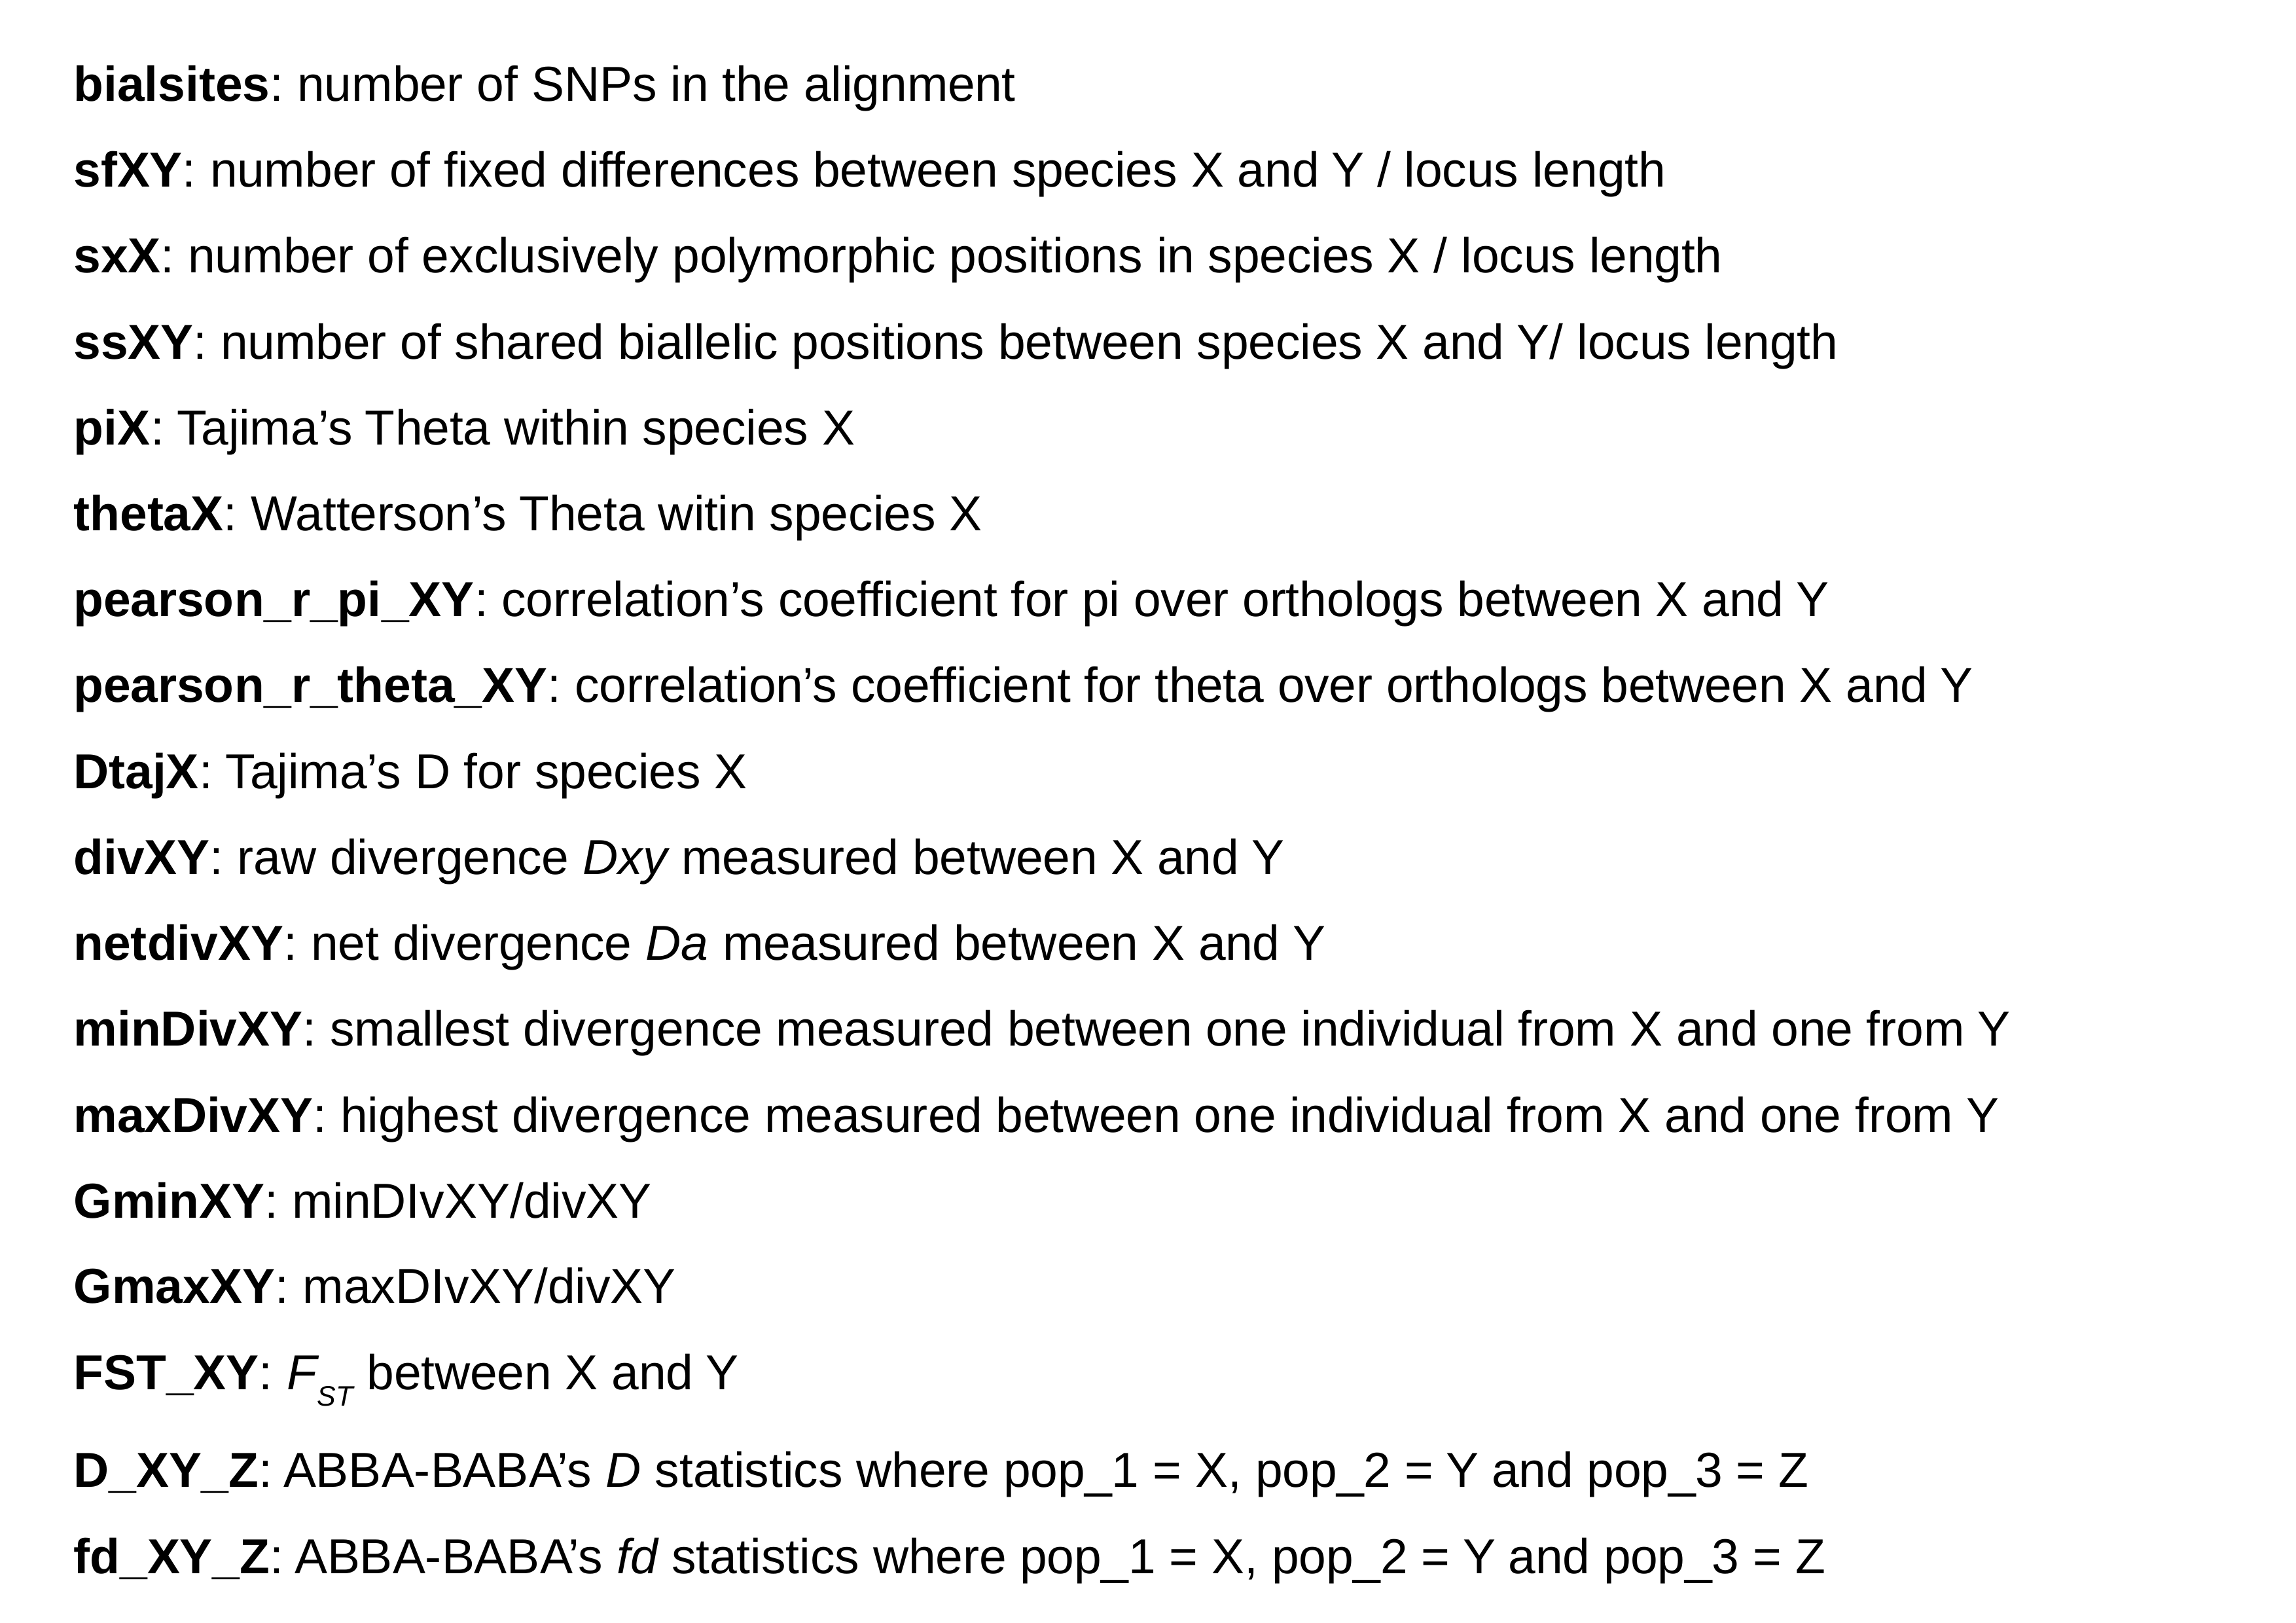 bialsites: number of SNPs in the alignment
sfXY: number of fixed differences between species X and Y / locus length
sxX: number of exclusively polymorphic positions in species X / locus length
ssXY: number of shared biallelic positions between species X and Y/ locus length
piX: Tajima’s Theta within species X
thetaX: Watterson’s Theta witin species X
pearson_r_pi_XY: correlation’s coefficient for pi over orthologs between X and Y
pearson_r_theta_XY: correlation’s coefficient for theta over orthologs between X and Y
DtajX: Tajima’s D for species X
divXY: raw divergence Dxy measured between X and Y
netdivXY: net divergence Da measured between X and Y
minDivXY: smallest divergence measured between one individual from X and one from Y
maxDivXY: highest divergence measured between one individual from X and one from Y
GminXY: minDIvXY/divXY
GmaxXY: maxDIvXY/divXY
FST_XY: FST between X and Y
D_XY_Z: ABBA-BABA’s D statistics where pop_1 = X, pop_2 = Y and pop_3 = Z
fd_XY_Z: ABBA-BABA’s fd statistics where pop_1 = X, pop_2 = Y and pop_3 = Z